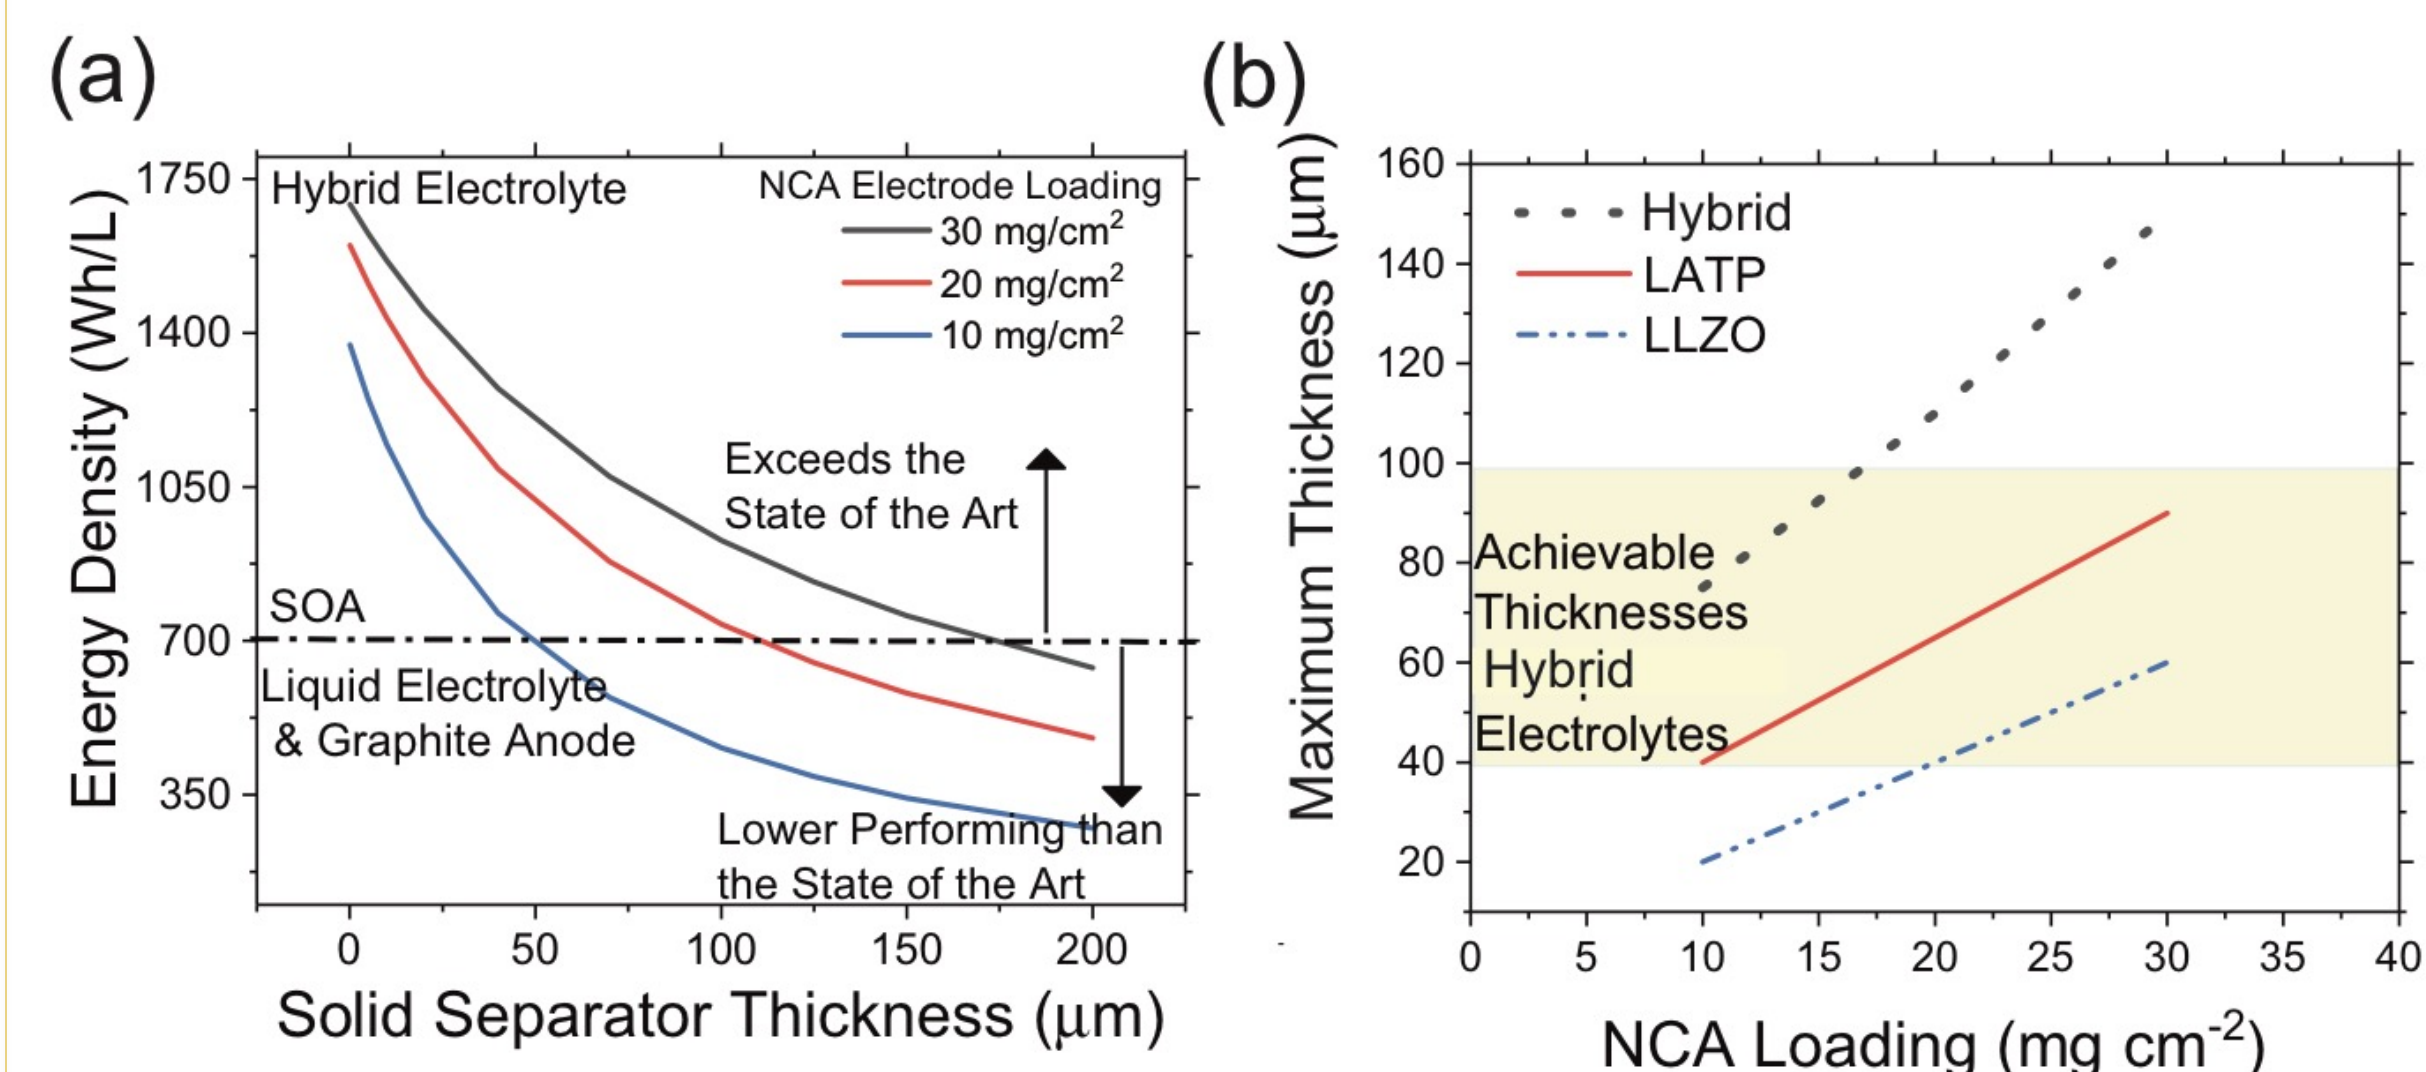 (a)
Energy Density (Wh/L)
1750
1400
1050
700
350
Hybrid Electrolyte
NCA Electrode Loading
30 mg/cm²
20 mg/cm²
10 mg/cm²
Exceeds the
State of the Art
SOA
Liquid Electrolyte
& Graphite Anode
Lower Performing than
the State of the Art
0 50 100 150 200
Solid Separator Thickness (μm)
(b)
Maximum Thickness (μm)
160
140
120
100
80
60
40
20
Hybrid
LATP
LLZO
Achievable
Thicknesses
Hybrid
Electrolytes
0 5 10 15 20 25 30 35 40
NCA Loading (mg cm⁻²)